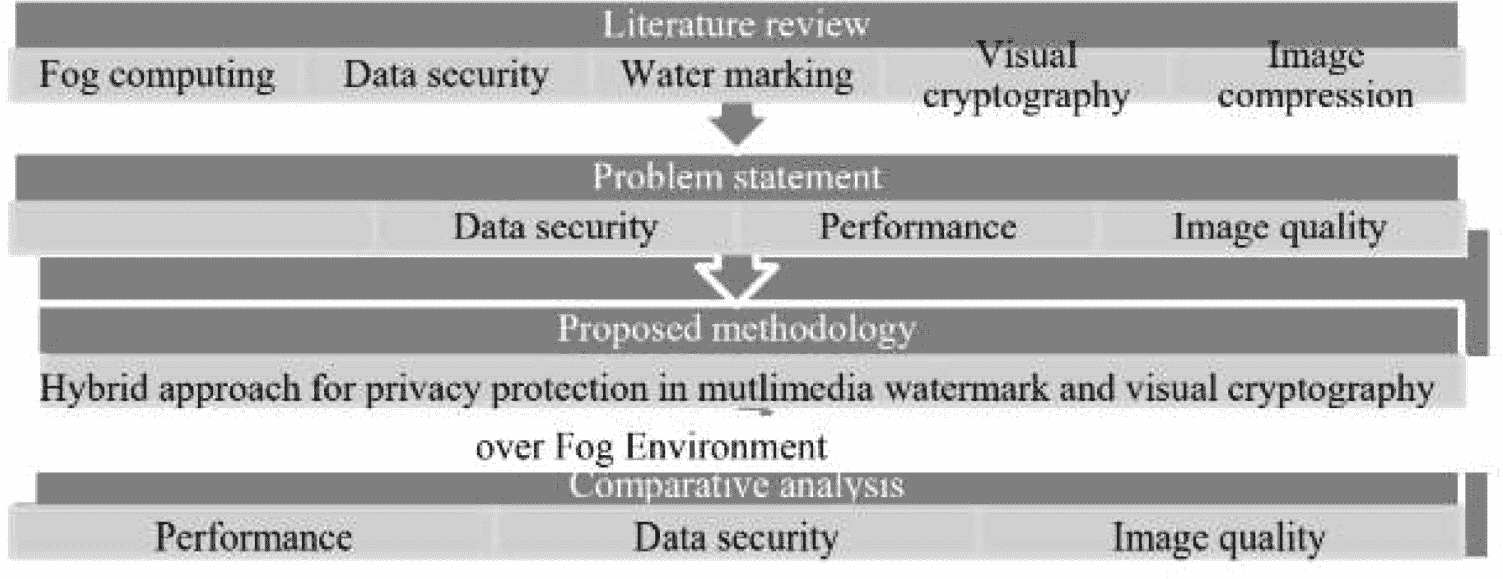 Literature review
Fog computing Data security Water marking Visual cryptography Image compression
Problem statement
Data security Performance Image quality
Proposed methodology
Hybrid approach for privacy protection in mutlimedia watermark and visual cryptography
over Fog Environment
Comparative analysis
Performance Data security Image quality